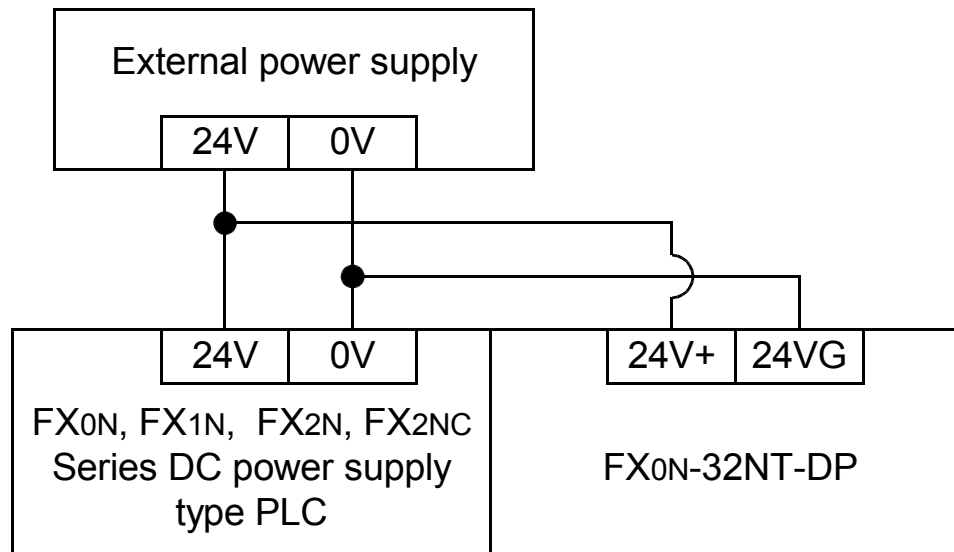 External power supply
24V 0V
24V 0V 24V+ 24VG
FX0N, FX1N, FX2N, FX2NC
Series DC power supply
type PLC
FX0N-32NT-DP